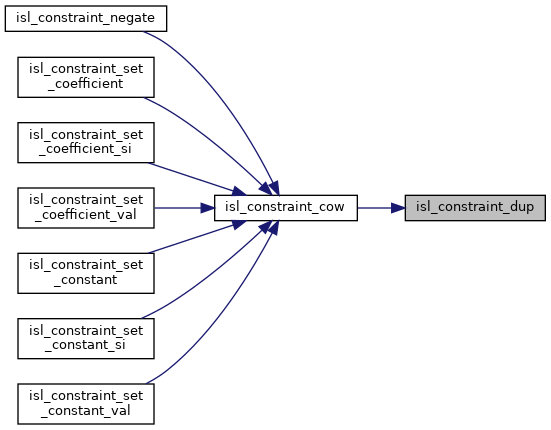 isl_constraint_negate
isl_constraint_set
_coefficient
isl_constraint_set
_coefficient_si
isl_constraint_set
_coefficient_val
isl_constraint_set
_constant
isl_constraint_set
_constant_si
isl_constraint_set
_constant_val
isl_constraint_cow
isl_constraint_dup